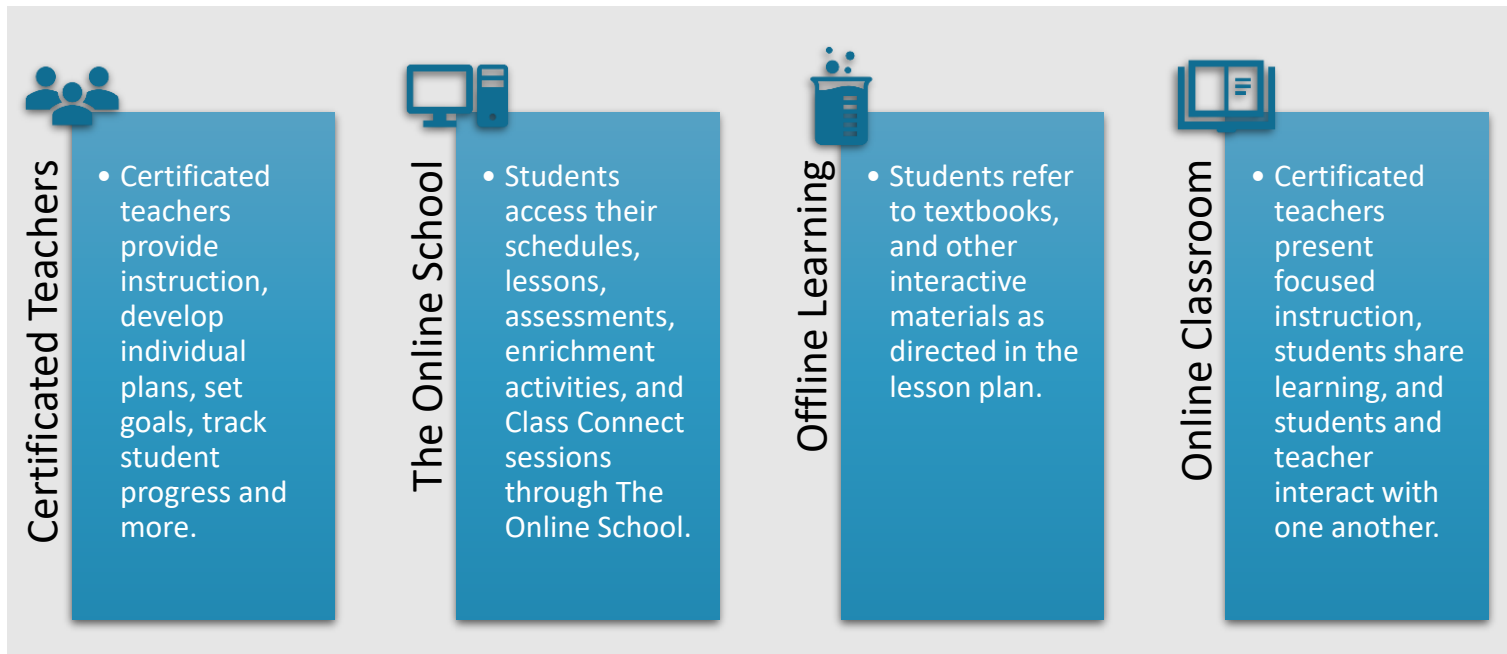 Certificated Teachers
• Certificated
teachers
provide
instruction,
develop
individual
plans, set
goals, track
student
progress and
more.
The Online School
• Students
access their
schedules,
lessons,
assessments,
enrichment
activities, and
Class Connect
sessions
through The
Online School.
Offline Learning
• Students refer
to textbooks,
and other
interactive
materials as
directed in the
lesson plan.
Online Classroom
• Certificated
teachers
present
focused
instruction,
students share
learning, and
students and
teacher
interact with
one another.